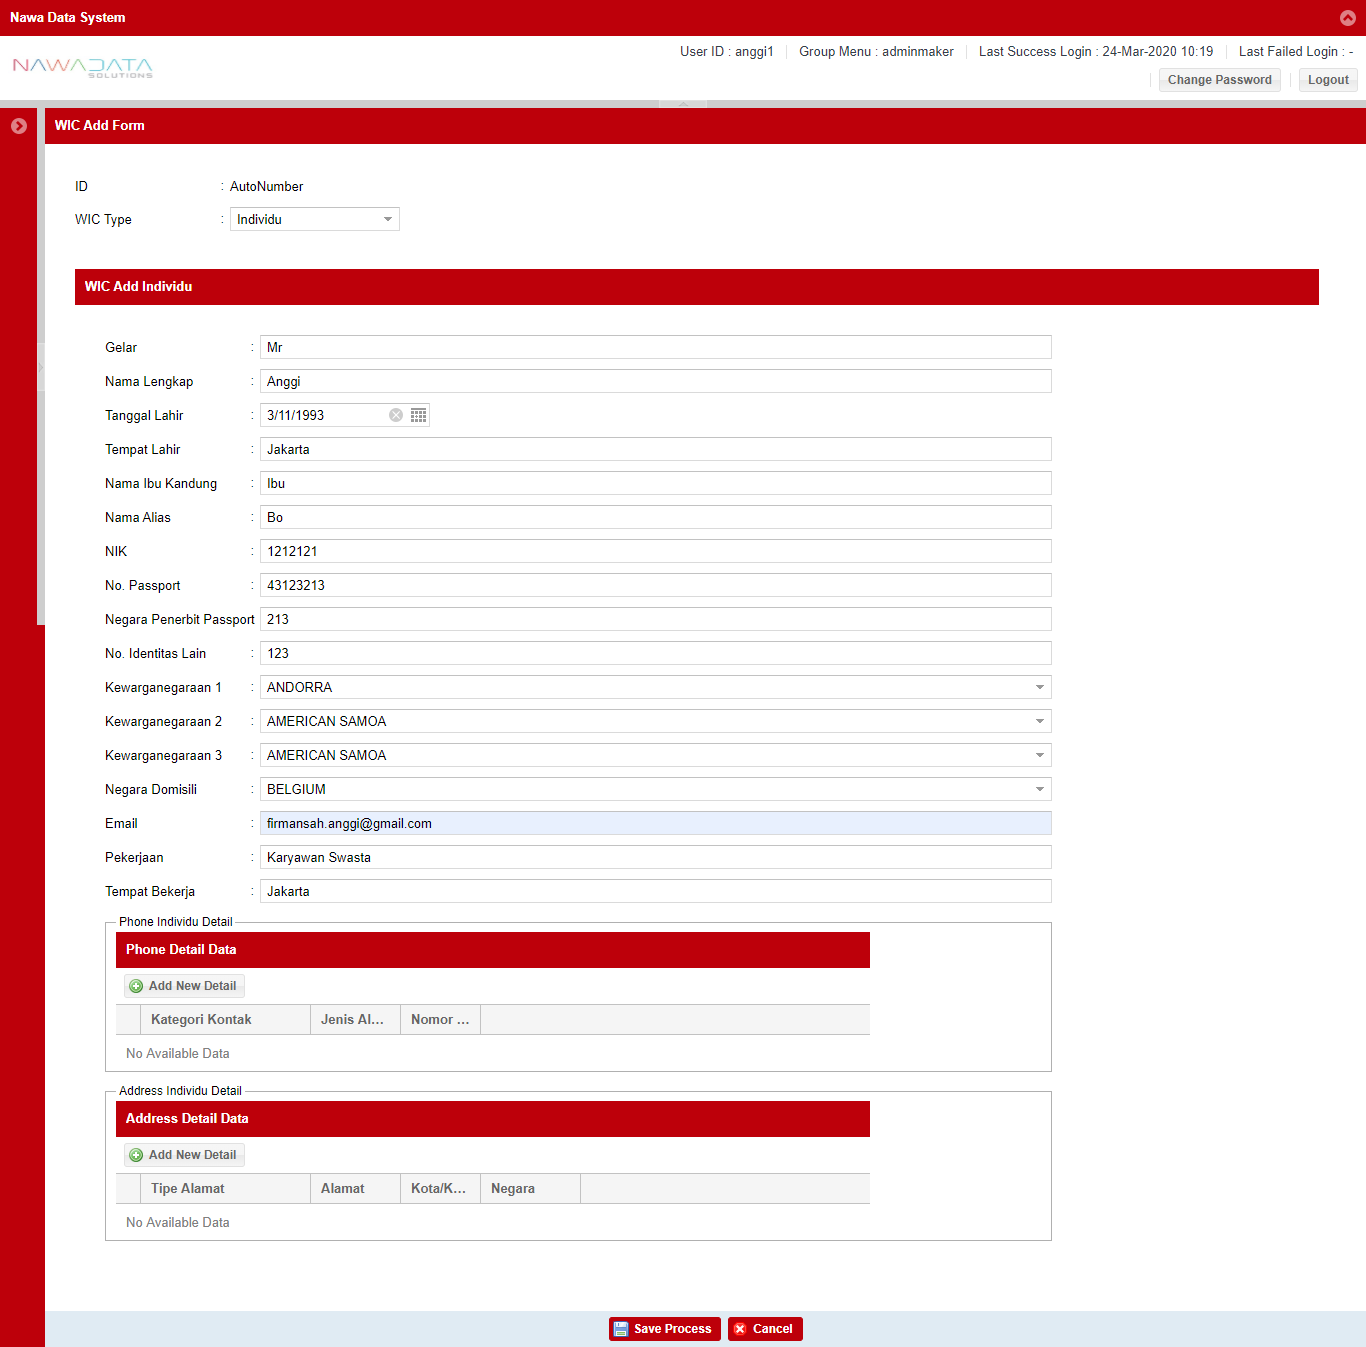 Nawa Data System
User ID : anggi1 Group Menu : adminmaker Last Success Login : 24-Mar-2020 10:19 Last Failed Login : -
NAWADATA
SOLUTIONS
Change Password Logout
WIC Add Form
ID : AutoNumber
WIC Type : Individu
WIC Add Individu
Gelar : Mr
Nama Lengkap : Anggi
Tanggal Lahir : 3/11/1993
Tempat Lahir : Jakarta
Nama Ibu Kandung : Ibu
Nama Alias : Bo
NIK : 1212121
No. Passport : 43123213
Negara Penerbit Passport 213
No. Identitas Lain : 123
Kewarganegaraan 1 : ANDORRA
Kewarganegaraan 2 : AMERICAN SAMOA
Kewarganegaraan 3 : AMERICAN SAMOA
Negara Domisili : BELGIUM
Email : firmansah.anggi@gmail.com
Pekerjaan : Karyawan Swasta
Tempat Bekerja : Jakarta
Phone Individu Detail
Phone Detail Data
Add New Detail
Kategori Kontak Jenis Al... Nomor ...
No Available Data
Address Individu Detail
Address Detail Data
Add New Detail
Tipe Alamat Alamat Kota/K... Negara
No Available Data
Save Process Cancel